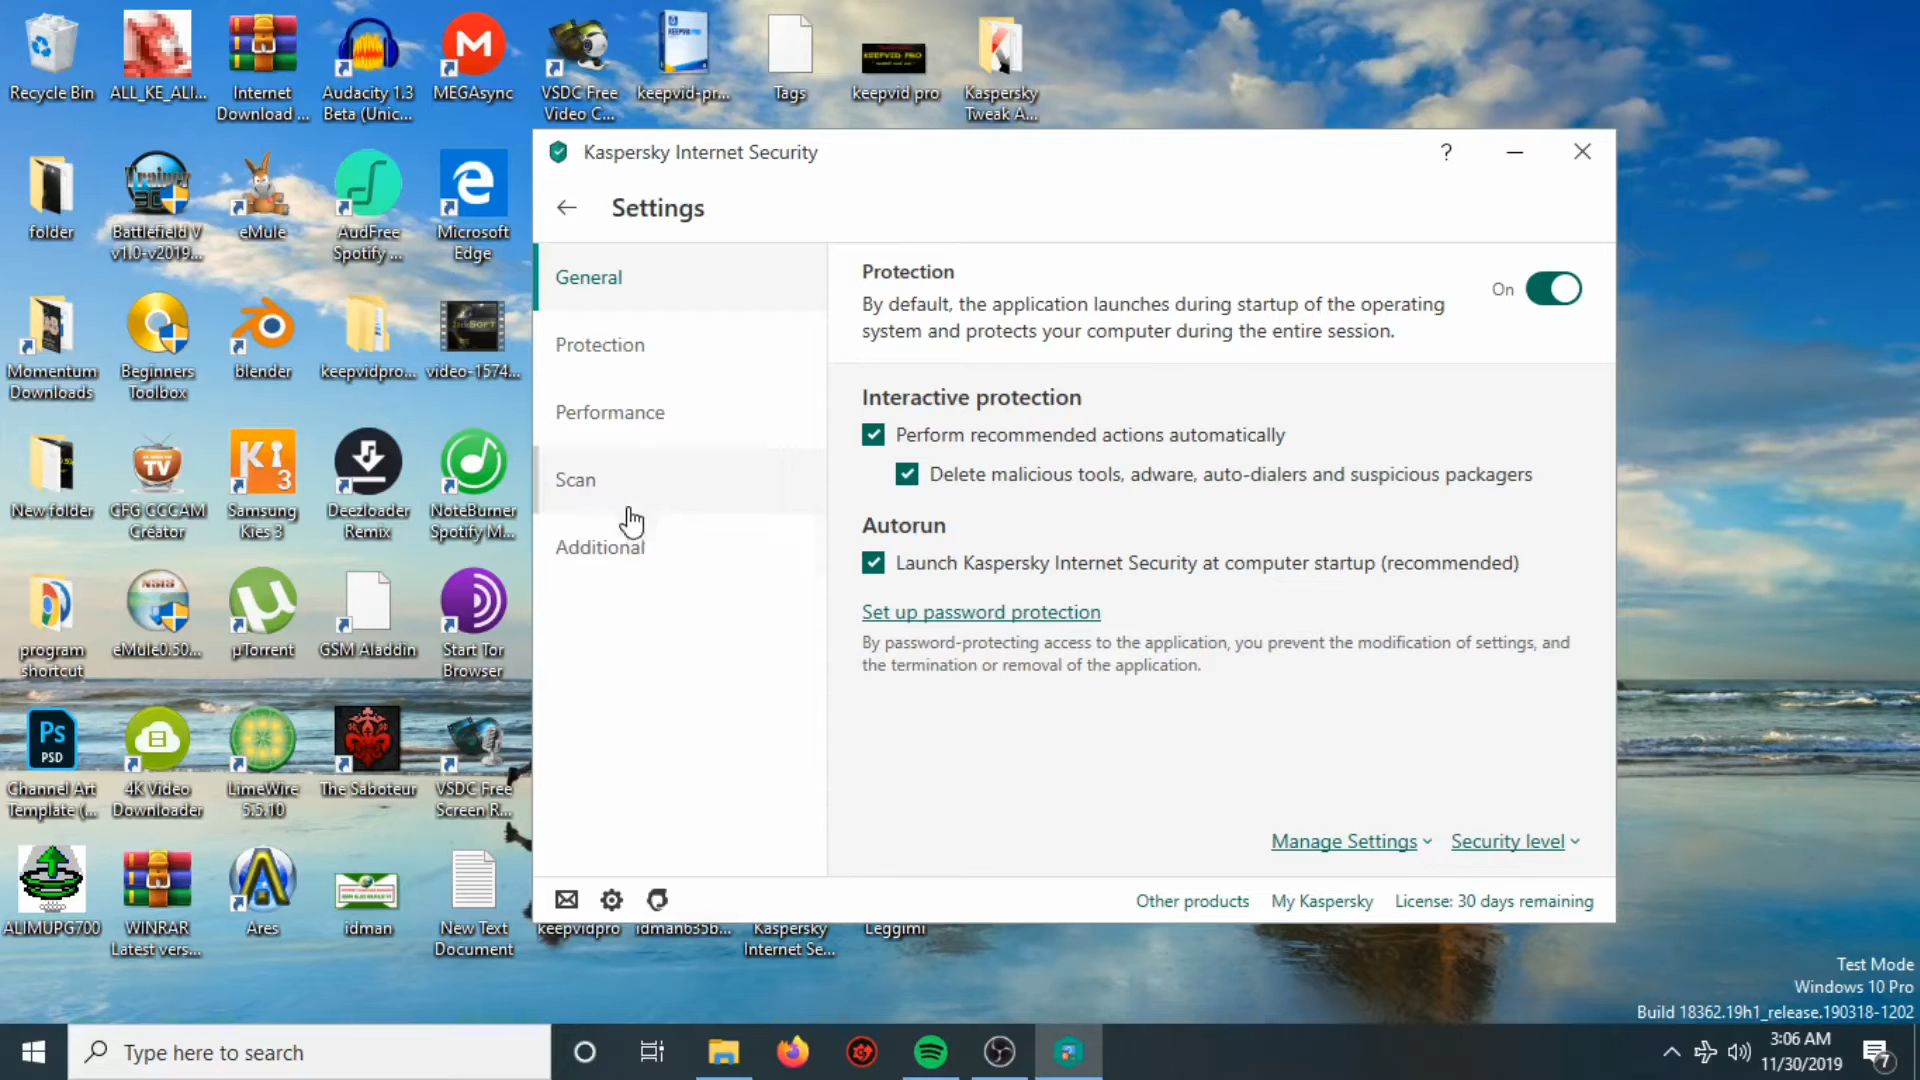 Recycle Bin
ALL_KE_ALI...
Internet
Download ...
Audacity 1.3
Beta (Unic...
MEGAsync
VSDC Free
Video C...
keepvid-pr...
Tags
keepvid pro
Kaspersky
Tweak A...
folder
Battlefield V
v1.0-v2019...
eMule
AudFree
Spotify ...
Microsoft
Edge
Momentum
Downloads
Beginners
Toolbox
blender
keepvidpro...
video-1574...
New folder
CFG CCCAM
Créator
Samsung
Kies 3
Deezloader
Remix
NoteBurner
Spotify M...
program
shortcut
eMule0.50...
µTorrent
GSM Aladdin
Start Tor
Browser
Channel Art
Template (...
4K Video
Downloader
LimeWire
5.5.10
The Saboteur
VSDC Free
Screen R...
ALIMUPG700
WINRAR
Latest vers...
Ares
idman
New Text
Document
keepvidpro
idman635b...
Kaspersky
Internet Se...
Leggimi
Kaspersky Internet Security
?
Settings
General
Protection
Performance
Scan
Additional
Protection
By default, the application launches during startup of the operating
system and protects your computer during the entire session.
On
Interactive protection
Perform recommended actions automatically
Delete malicious tools, adware, auto-dialers and suspicious packagers
Autorun
Launch Kaspersky Internet Security at computer startup (recommended)
Set up password protection
By password-protecting access to the application, you prevent the modification of settings, and
the termination or removal of the application.
Manage Settings
Security level
Other products
My Kaspersky
License: 30 days remaining
Test Mode
Windows 10 Pro
Build 18362.19h1_release.190318-1202
Type here to search
3:06 AM
11/30/2019
7